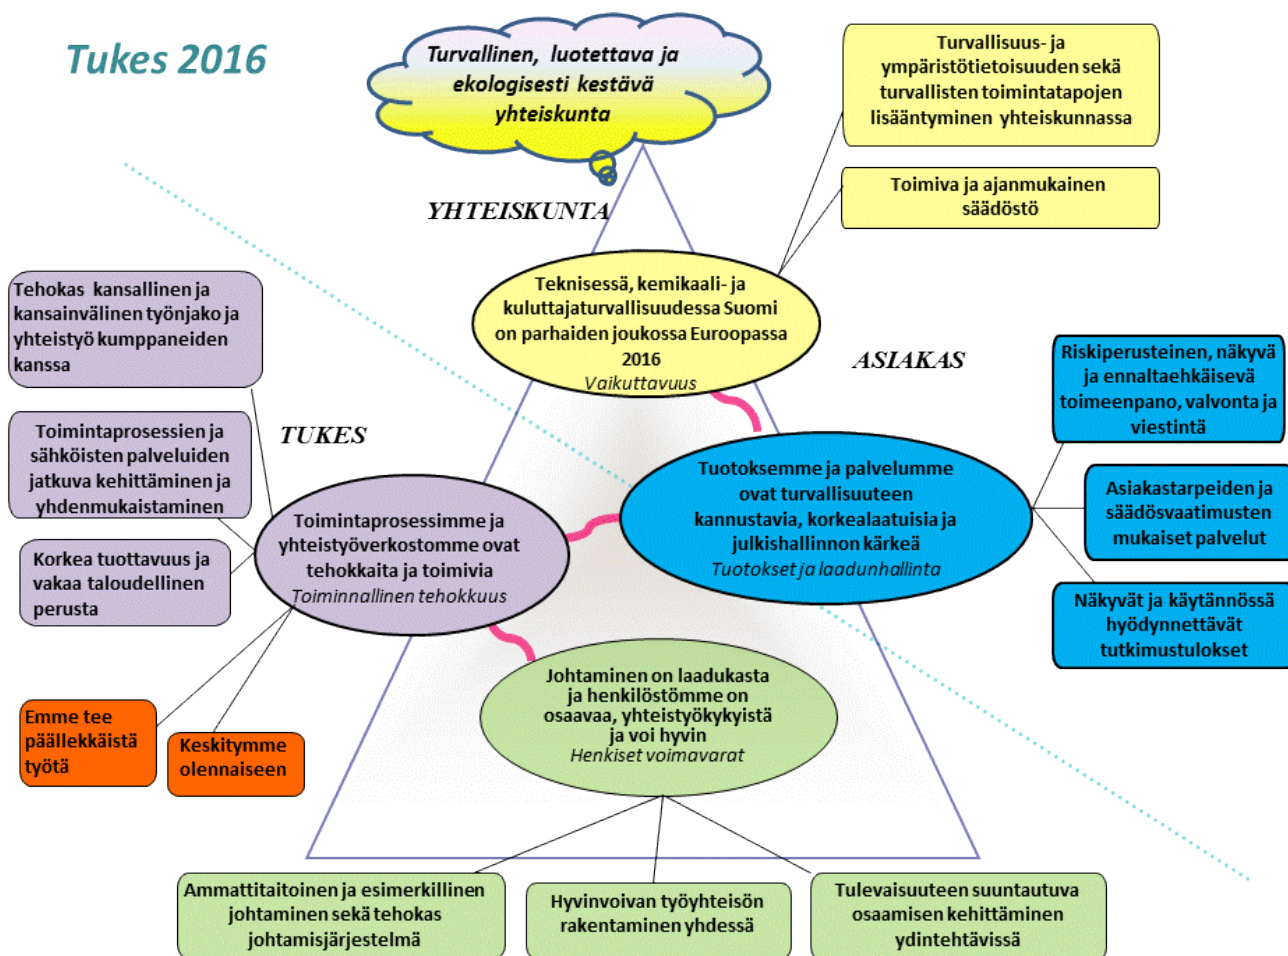 Tukes 2016
Turvallinen, luotettava ja
ekologisesti kestävä
yhteiskunta
Turvallisuus- ja
ympäristötietoisuuden sekä
turvallisten toimintatapojen
lisääntyminen yhteiskunnassa
Toimiva ja ajanmukainen
säädöstö
YHTEISKUNTA
Teknisessä, kemikaali- ja
kuluttajaturvallisuudessa Suomi
on parhaiden joukossa Euroopassa
2016
Vaikuttavuus
ASIAKAS
TUKES
Tehokas kansallinen ja
kansainvälinen työnjako ja
yhteistyö kumppaneiden
kanssa
Toimintaprosessien ja
sähköisten palveluiden
jatkuva kehittäminen ja
yhdenmukaistaminen
Korkea tuottavuus ja
vakaa taloudellinen
perusta
Toimintaprosessimme ja
yhteistyöverkostomme ovat
tehokkaita ja toimivia
Toiminnallinen tehokkuus
Tuotoksemme ja palvelumme
ovat turvallisuuteen
kannustavia, korkealaatuisia ja
julkishallinnon kärkeä
Tuotokset ja laadunhallinta
Riskiperusteinen, näkyvä
ja ennaltaehkäisevä
toimeenpano, valvonta ja
viestintä
Asiakastarpeiden ja
säädösvaatimusten
mukaiset palvelut
Näkyvät ja käytännössä
hyödynnettävät
tutkimustulokset
Emme tee
päällekkäistä
työtä
Keskitymme
olennaiseen
Johtaminen on laadukasta
ja henkilöstömme on
osaavaa, yhteistyökykyistä
ja voi hyvin
Henkiset voimavarat
Ammattitaitoinen ja esimerkillinen
johtaminen sekä tehokas
johtamisjärjestelmä
Hyvinvoivan työyhteisön
rakentaminen yhdessä
Tulevaisuuteen suuntautuva
osaamisen kehittäminen
ydintehtävissä